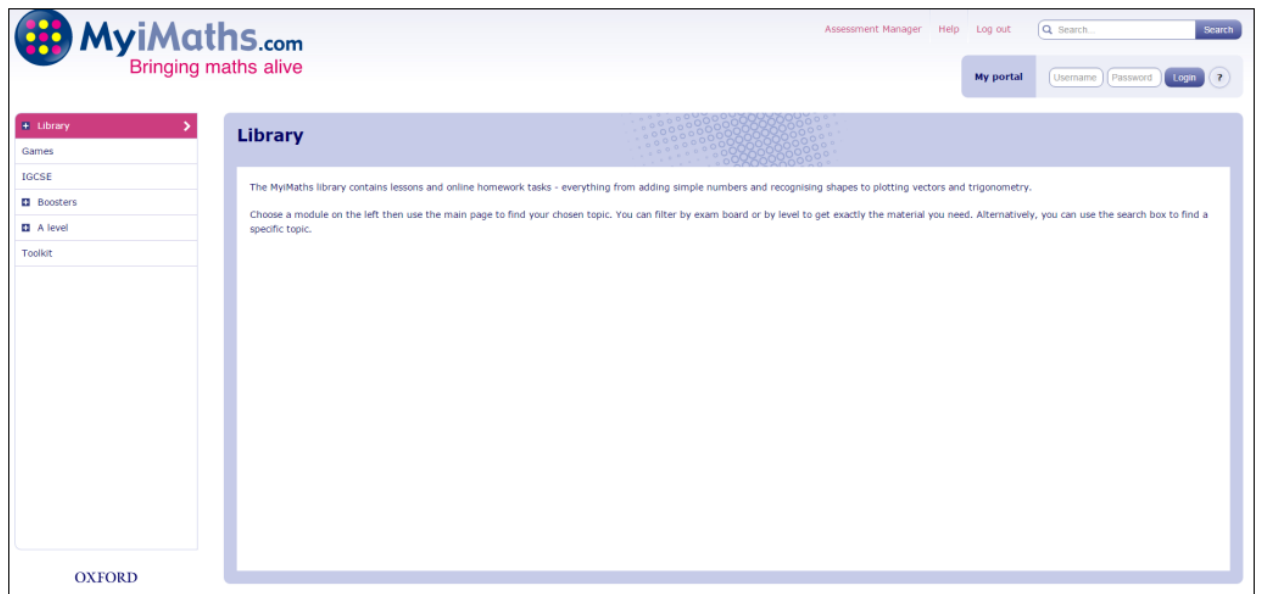 MyiMaths.com
Bringing maths alive
Assessment Manager Help Log out Search... Search
My portal Username Password Login ?
Library
Games
IGCSE
Boosters
A level
Toolkit
OXFORD
Library
The MyiMaths library contains lessons and online homework tasks - everything from adding simple numbers and recognising shapes to plotting vectors and trigonometry.
Choose a module on the left then use the main page to find your chosen topic. You can filter by exam board or by level to get exactly the material you need. Alternatively, you can use the search box to find a
specific topic.